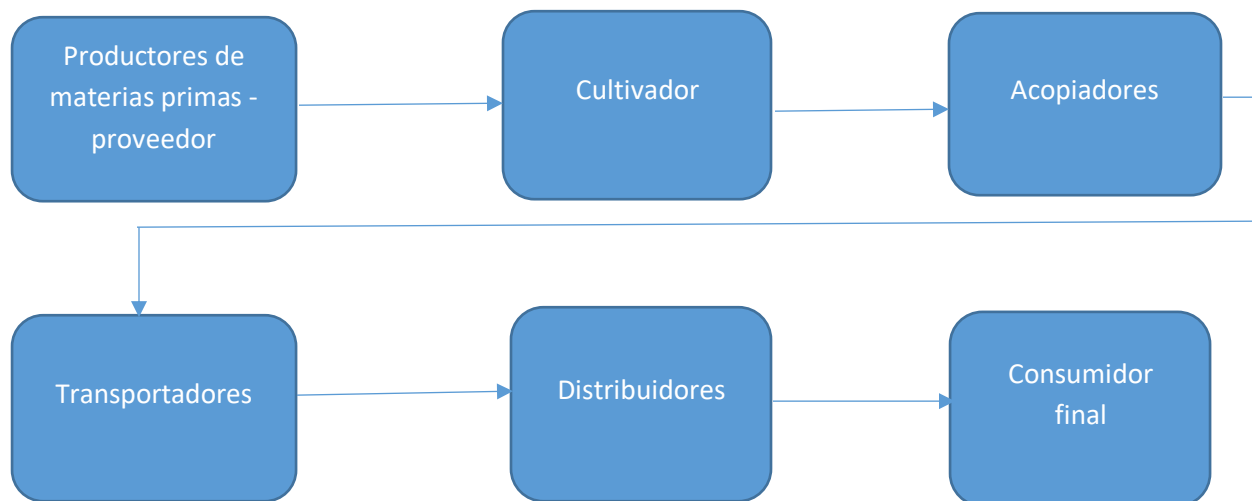 Productores de
materias primas -
proveedor
Cultivador
Acopiadores
Transportadores
Distribuidores
Consumidor
final